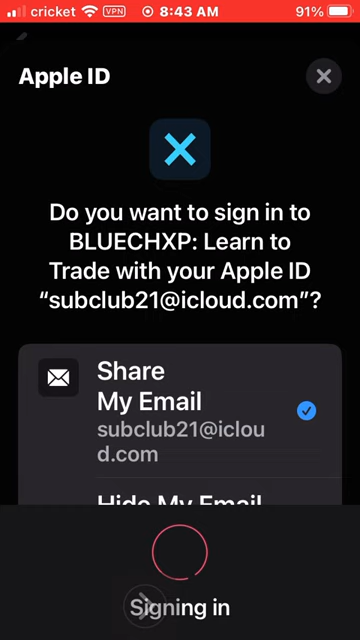 cricket VPN 8:43 AM 91%
Apple ID
Do you want to sign in to
BLUECHXP: Learn to
Trade with your Apple ID
“subclub21@icloud.com”?
Share
My Email
subclub21@iclou
d.com
Hide My Email
Signing in